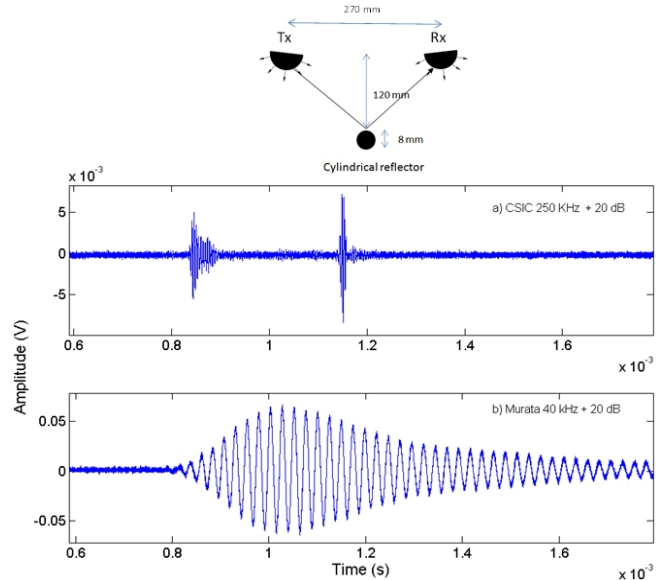 270 mm
Tx
Rx
120 mm
8 mm
Cylindrical reflector
x 10⁻³
a) CSIC 250 KHz + 20 dB
5
0
-5
0.6
0.8
1
1.2
1.4
1.6
x 10⁻³
Amplitude (V)
b) Murata 40 kHz + 20 dB
0.05
0
-0.05
0.6
0.8
1
1.2
1.4
1.6
Time (s)
x 10⁻³